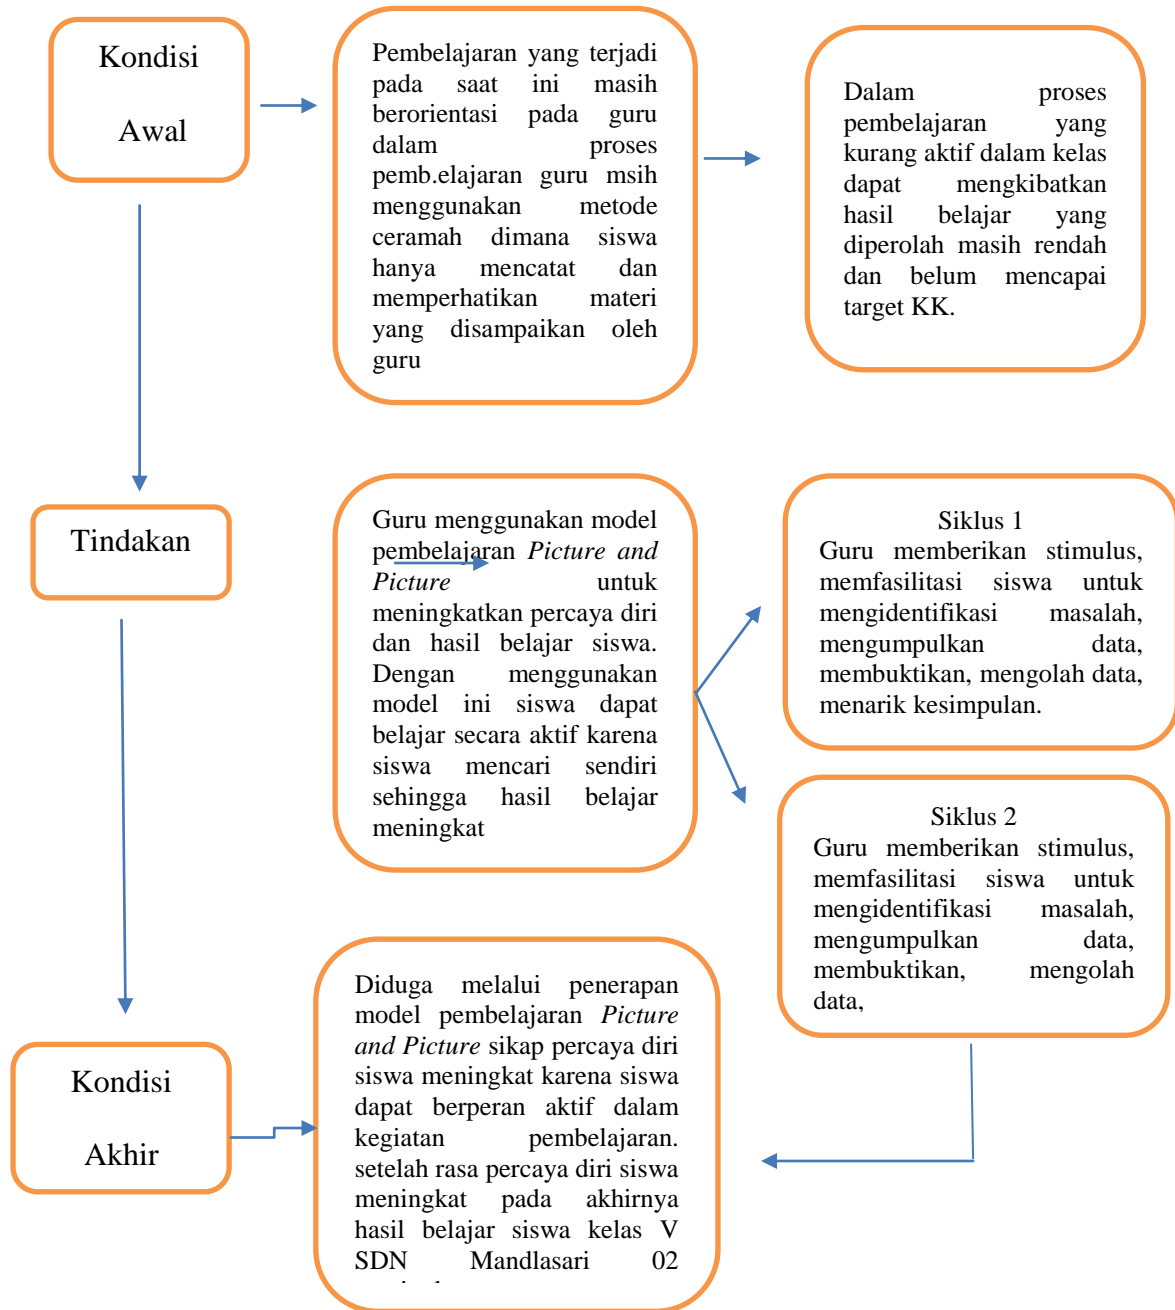 Kondisi
Awal
Pembelajaran yang terjadi
pada saat ini masih
berorientasi pada guru
dalam proses
pemb.elajaran guru msih
menggunakan metode
ceramah dimana siswa
hanya mencatat dan
memperhatikan materi
yang disampaikan oleh
guru
Dalam proses
pembelajaran yang
kurang aktif dalam kelas
dapat mengkibatkan
hasil belajar yang
diperolah masih rendah
dan belum mencapai
target KK.
Tindakan
Guru menggunakan model
pembelajaran Picture and
Picture untuk
meningkatkan percaya diri
dan hasil belajar siswa.
Dengan menggunakan
model ini siswa dapat
belajar secara aktif karena
siswa mencari sendiri
sehingga hasil belajar
meningkat
Siklus 1
Guru memberikan stimulus,
memfasilitasi siswa untuk
mengidentifikasi masalah,
mengumpulkan data,
membuktikan, mengolah data,
menarik kesimpulan.
Siklus 2
Guru memberikan stimulus,
memfasilitasi siswa untuk
mengidentifikasi masalah,
mengumpulkan data,
membuktikan, mengolah
data,
Kondisi
Akhir
Diduga melalui penerapan
model pembelajaran Picture
and Picture sikap percaya diri
siswa meningkat karena siswa
dapat berperan aktif dalam
kegiatan pembelajaran.
setelah rasa percaya diri siswa
meningkat pada akhirnya
hasil belajar siswa kelas V
SDN Mandlasari 02